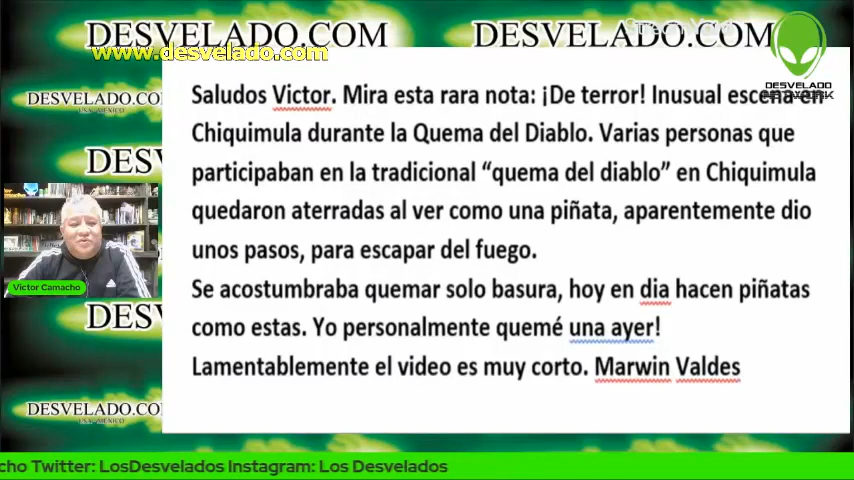 DESVELADO.COM DESVELADO.COM
www.desvelado.com
DESVELADO
Saludos Victor. Mira esta rara nota: ¡De terror! Inusual escena en
DESVELADO.CO
Chiquimula durante la Quema del Diablo. Varias personas que
DESV
participaban en la tradicional “quema del diablo” en Chiquimula
quedaron aterradas al ver como una piñata, aparentemente dio
unos pasos, para escapar del fuego.
Victor Camacho
Se acostumbraba quemar solo basura, hoy en dia hacen piñatas
DESV
como estas. Yo personalmente quemé una ayer!
Lamentablemente el video es muy corto. Marwin Valdes
DESVELADO.CO
cho Twitter: LosDesvelados Instagram: Los Desvelados